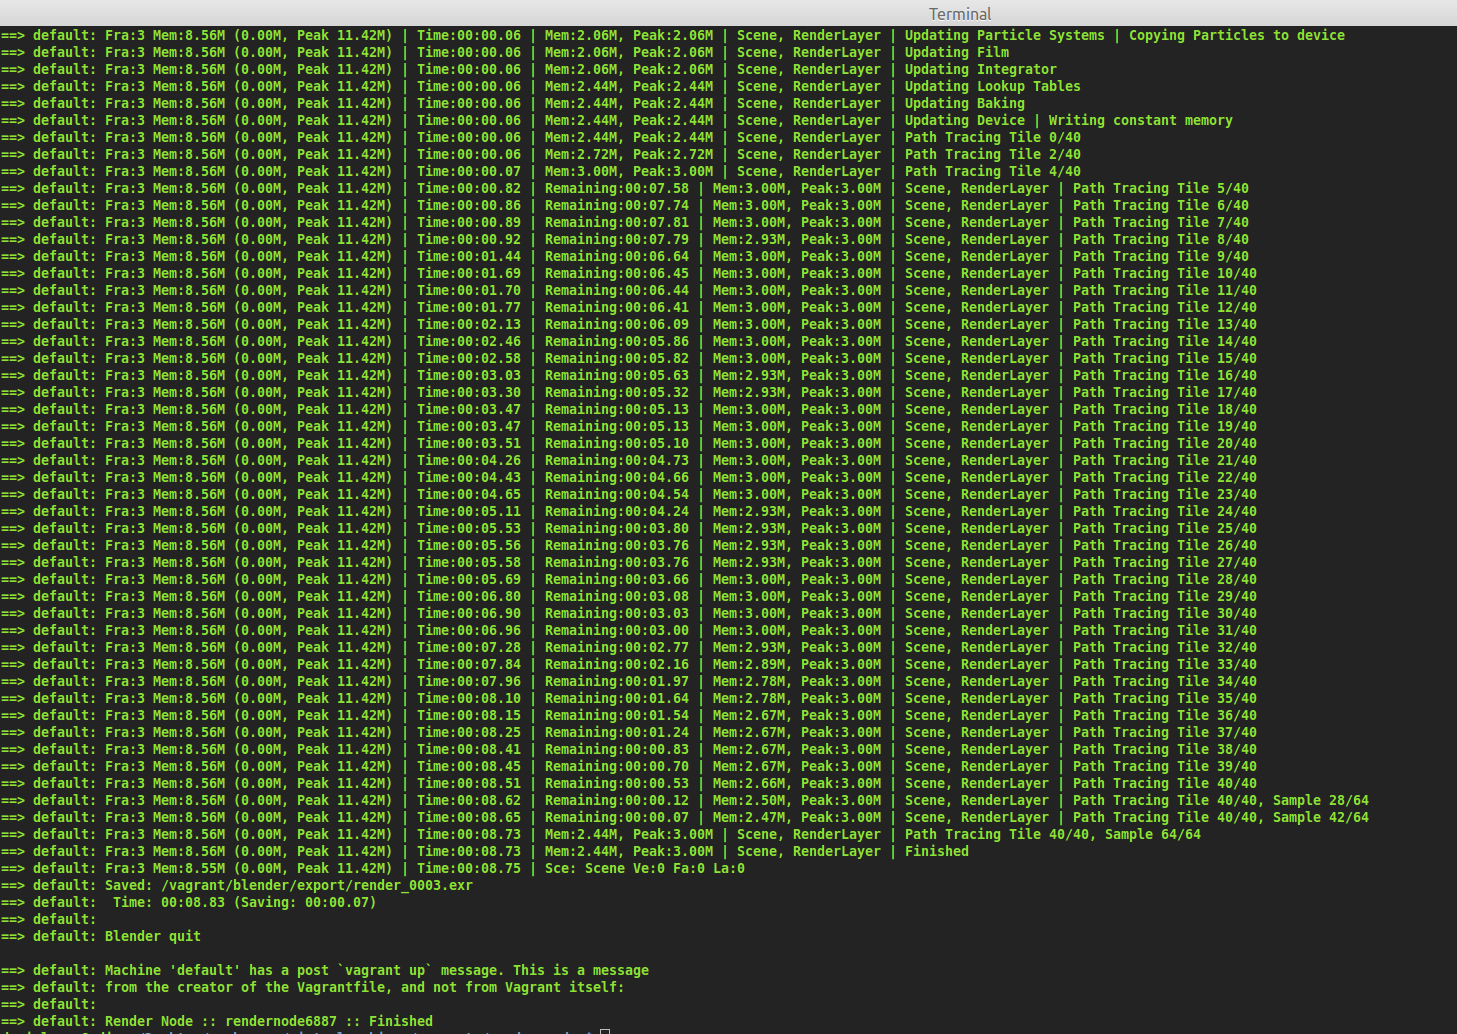 Terminal
==> default: Fra:3 Mem:8.56M (0.00M, Peak 11.42M) | Time:00:00.06 | Mem:2.06M, Peak:2.06M | Scene, RenderLayer | Updating Particle Systems | Copying Particles to device
==> default: Fra:3 Mem:8.56M (0.00M, Peak 11.42M) | Time:00:00.06 | Mem:2.06M, Peak:2.06M | Scene, RenderLayer | Updating Film
==> default: Fra:3 Mem:8.56M (0.00M, Peak 11.42M) | Time:00:00.06 | Mem:2.06M, Peak:2.06M | Scene, RenderLayer | Updating Integrator
==> default: Fra:3 Mem:8.56M (0.00M, Peak 11.42M) | Time:00:00.06 | Mem:2.44M, Peak:2.44M | Scene, RenderLayer | Updating Lookup Tables
==> default: Fra:3 Mem:8.56M (0.00M, Peak 11.42M) | Time:00:00.06 | Mem:2.44M, Peak:2.44M | Scene, RenderLayer | Updating Baking
==> default: Fra:3 Mem:8.56M (0.00M, Peak 11.42M) | Time:00:00.06 | Mem:2.44M, Peak:2.44M | Scene, RenderLayer | Updating Device | Writing constant memory
==> default: Fra:3 Mem:8.56M (0.00M, Peak 11.42M) | Time:00:00.06 | Mem:2.44M, Peak:2.44M | Scene, RenderLayer | Path Tracing Tile 0/40
==> default: Fra:3 Mem:8.56M (0.00M, Peak 11.42M) | Time:00:00.06 | Mem:2.72M, Peak:2.72M | Scene, RenderLayer | Path Tracing Tile 2/40
==> default: Fra:3 Mem:8.56M (0.00M, Peak 11.42M) | Time:00:00.07 | Mem:3.00M, Peak:3.00M | Scene, RenderLayer | Path Tracing Tile 4/40
==> default: Fra:3 Mem:8.56M (0.00M, Peak 11.42M) | Time:00:00.82 | Remaining:00:07.58 | Mem:3.00M, Peak:3.00M | Scene, RenderLayer | Path Tracing Tile 5/40
==> default: Fra:3 Mem:8.56M (0.00M, Peak 11.42M) | Time:00:00.86 | Remaining:00:07.74 | Mem:3.00M, Peak:3.00M | Scene, RenderLayer | Path Tracing Tile 6/40
==> default: Fra:3 Mem:8.56M (0.00M, Peak 11.42M) | Time:00:00.89 | Remaining:00:07.81 | Mem:3.00M, Peak:3.00M | Scene, RenderLayer | Path Tracing Tile 7/40
==> default: Fra:3 Mem:8.56M (0.00M, Peak 11.42M) | Time:00:00.92 | Remaining:00:07.79 | Mem:2.93M, Peak:3.00M | Scene, RenderLayer | Path Tracing Tile 8/40
==> default: Fra:3 Mem:8.56M (0.00M, Peak 11.42M) | Time:00:01.44 | Remaining:00:06.64 | Mem:3.00M, Peak:3.00M | Scene, RenderLayer | Path Tracing Tile 9/40
==> default: Fra:3 Mem:8.56M (0.00M, Peak 11.42M) | Time:00:01.69 | Remaining:00:06.45 | Mem:3.00M, Peak:3.00M | Scene, RenderLayer | Path Tracing Tile 10/40
==> default: Fra:3 Mem:8.56M (0.00M, Peak 11.42M) | Time:00:01.70 | Remaining:00:06.44 | Mem:3.00M, Peak:3.00M | Scene, RenderLayer | Path Tracing Tile 11/40
==> default: Fra:3 Mem:8.56M (0.00M, Peak 11.42M) | Time:00:01.77 | Remaining:00:06.41 | Mem:3.00M, Peak:3.00M | Scene, RenderLayer | Path Tracing Tile 12/40
==> default: Fra:3 Mem:8.56M (0.00M, Peak 11.42M) | Time:00:02.13 | Remaining:00:06.09 | Mem:3.00M, Peak:3.00M | Scene, RenderLayer | Path Tracing Tile 13/40
==> default: Fra:3 Mem:8.56M (0.00M, Peak 11.42M) | Time:00:02.46 | Remaining:00:05.86 | Mem:3.00M, Peak:3.00M | Scene, RenderLayer | Path Tracing Tile 14/40
==> default: Fra:3 Mem:8.56M (0.00M, Peak 11.42M) | Time:00:02.58 | Remaining:00:05.82 | Mem:3.00M, Peak:3.00M | Scene, RenderLayer | Path Tracing Tile 15/40
==> default: Fra:3 Mem:8.56M (0.00M, Peak 11.42M) | Time:00:03.03 | Remaining:00:05.63 | Mem:2.93M, Peak:3.00M | Scene, RenderLayer | Path Tracing Tile 16/40
==> default: Fra:3 Mem:8.56M (0.00M, Peak 11.42M) | Time:00:03.30 | Remaining:00:05.32 | Mem:2.93M, Peak:3.00M | Scene, RenderLayer | Path Tracing Tile 17/40
==> default: Fra:3 Mem:8.56M (0.00M, Peak 11.42M) | Time:00:03.47 | Remaining:00:05.13 | Mem:3.00M, Peak:3.00M | Scene, RenderLayer | Path Tracing Tile 18/40
==> default: Fra:3 Mem:8.56M (0.00M, Peak 11.42M) | Time:00:03.47 | Remaining:00:05.13 | Mem:3.00M, Peak:3.00M | Scene, RenderLayer | Path Tracing Tile 19/40
==> default: Fra:3 Mem:8.56M (0.00M, Peak 11.42M) | Time:00:03.51 | Remaining:00:05.10 | Mem:3.00M, Peak:3.00M | Scene, RenderLayer | Path Tracing Tile 20/40
==> default: Fra:3 Mem:8.56M (0.00M, Peak 11.42M) | Time:00:04.26 | Remaining:00:04.73 | Mem:3.00M, Peak:3.00M | Scene, RenderLayer | Path Tracing Tile 21/40
==> default: Fra:3 Mem:8.56M (0.00M, Peak 11.42M) | Time:00:04.43 | Remaining:00:04.66 | Mem:3.00M, Peak:3.00M | Scene, RenderLayer | Path Tracing Tile 22/40
==> default: Fra:3 Mem:8.56M (0.00M, Peak 11.42M) | Time:00:04.65 | Remaining:00:04.54 | Mem:3.00M, Peak:3.00M | Scene, RenderLayer | Path Tracing Tile 23/40
==> default: Fra:3 Mem:8.56M (0.00M, Peak 11.42M) | Time:00:05.11 | Remaining:00:04.24 | Mem:2.93M, Peak:3.00M | Scene, RenderLayer | Path Tracing Tile 24/40
==> default: Fra:3 Mem:8.56M (0.00M, Peak 11.42M) | Time:00:05.53 | Remaining:00:03.80 | Mem:2.93M, Peak:3.00M | Scene, RenderLayer | Path Tracing Tile 25/40
==> default: Fra:3 Mem:8.56M (0.00M, Peak 11.42M) | Time:00:05.56 | Remaining:00:03.76 | Mem:2.93M, Peak:3.00M | Scene, RenderLayer | Path Tracing Tile 26/40
==> default: Fra:3 Mem:8.56M (0.00M, Peak 11.42M) | Time:00:05.58 | Remaining:00:03.76 | Mem:2.93M, Peak:3.00M | Scene, RenderLayer | Path Tracing Tile 27/40
==> default: Fra:3 Mem:8.56M (0.00M, Peak 11.42M) | Time:00:05.69 | Remaining:00:03.66 | Mem:3.00M, Peak:3.00M | Scene, RenderLayer | Path Tracing Tile 28/40
==> default: Fra:3 Mem:8.56M (0.00M, Peak 11.42M) | Time:00:06.80 | Remaining:00:03.08 | Mem:3.00M, Peak:3.00M | Scene, RenderLayer | Path Tracing Tile 29/40
==> default: Fra:3 Mem:8.56M (0.00M, Peak 11.42M) | Time:00:06.90 | Remaining:00:03.03 | Mem:3.00M, Peak:3.00M | Scene, RenderLayer | Path Tracing Tile 30/40
==> default: Fra:3 Mem:8.56M (0.00M, Peak 11.42M) | Time:00:06.96 | Remaining:00:03.00 | Mem:3.00M, Peak:3.00M | Scene, RenderLayer | Path Tracing Tile 31/40
==> default: Fra:3 Mem:8.56M (0.00M, Peak 11.42M) | Time:00:07.28 | Remaining:00:02.77 | Mem:2.93M, Peak:3.00M | Scene, RenderLayer | Path Tracing Tile 32/40
==> default: Fra:3 Mem:8.56M (0.00M, Peak 11.42M) | Time:00:07.84 | Remaining:00:02.16 | Mem:2.89M, Peak:3.00M | Scene, RenderLayer | Path Tracing Tile 33/40
==> default: Fra:3 Mem:8.56M (0.00M, Peak 11.42M) | Time:00:07.96 | Remaining:00:01.97 | Mem:2.78M, Peak:3.00M | Scene, RenderLayer | Path Tracing Tile 34/40
==> default: Fra:3 Mem:8.56M (0.00M, Peak 11.42M) | Time:00:08.10 | Remaining:00:01.64 | Mem:2.78M, Peak:3.00M | Scene, RenderLayer | Path Tracing Tile 35/40
==> default: Fra:3 Mem:8.56M (0.00M, Peak 11.42M) | Time:00:08.15 | Remaining:00:01.54 | Mem:2.67M, Peak:3.00M | Scene, RenderLayer | Path Tracing Tile 36/40
==> default: Fra:3 Mem:8.56M (0.00M, Peak 11.42M) | Time:00:08.25 | Remaining:00:01.24 | Mem:2.67M, Peak:3.00M | Scene, RenderLayer | Path Tracing Tile 37/40
==> default: Fra:3 Mem:8.56M (0.00M, Peak 11.42M) | Time:00:08.41 | Remaining:00:00.83 | Mem:2.67M, Peak:3.00M | Scene, RenderLayer | Path Tracing Tile 38/40
==> default: Fra:3 Mem:8.56M (0.00M, Peak 11.42M) | Time:00:08.45 | Remaining:00:00.70 | Mem:2.67M, Peak:3.00M | Scene, RenderLayer | Path Tracing Tile 39/40
==> default: Fra:3 Mem:8.56M (0.00M, Peak 11.42M) | Time:00:08.51 | Remaining:00:00.53 | Mem:2.66M, Peak:3.00M | Scene, RenderLayer | Path Tracing Tile 40/40
==> default: Fra:3 Mem:8.56M (0.00M, Peak 11.42M) | Time:00:08.62 | Remaining:00:00.12 | Mem:2.50M, Peak:3.00M | Scene, RenderLayer | Path Tracing Tile 40/40, Sample 28/64
==> default: Fra:3 Mem:8.56M (0.00M, Peak 11.42M) | Time:00:08.65 | Remaining:00:00.07 | Mem:2.47M, Peak:3.00M | Scene, RenderLayer | Path Tracing Tile 40/40, Sample 42/64
==> default: Fra:3 Mem:8.56M (0.00M, Peak 11.42M) | Time:00:08.73 | Mem:2.44M, Peak:3.00M | Scene, RenderLayer | Path Tracing Tile 40/40, Sample 64/64
==> default: Fra:3 Mem:8.56M (0.00M, Peak 11.42M) | Time:00:08.73 | Mem:2.44M, Peak:3.00M | Scene, RenderLayer | Finished
==> default: Fra:3 Mem:8.55M (0.00M, Peak 11.42M) | Time:00:08.75 | Sce: Scene Ve:0 Fa:0 La:0
==> default: Saved: /vagrant/blender/export/render_0003.exr
==> default:  Time: 00:08.83 (Saving: 00:00.07)
==> default:
==> default: Blender quit
==> default: Machine 'default' has a post `vagrant up` message. This is a message
==> default: from the creator of the Vagrantfile, and not from Vagrant itself:
==> default:
==> default: Render Node :: rendernode6887 :: Finished